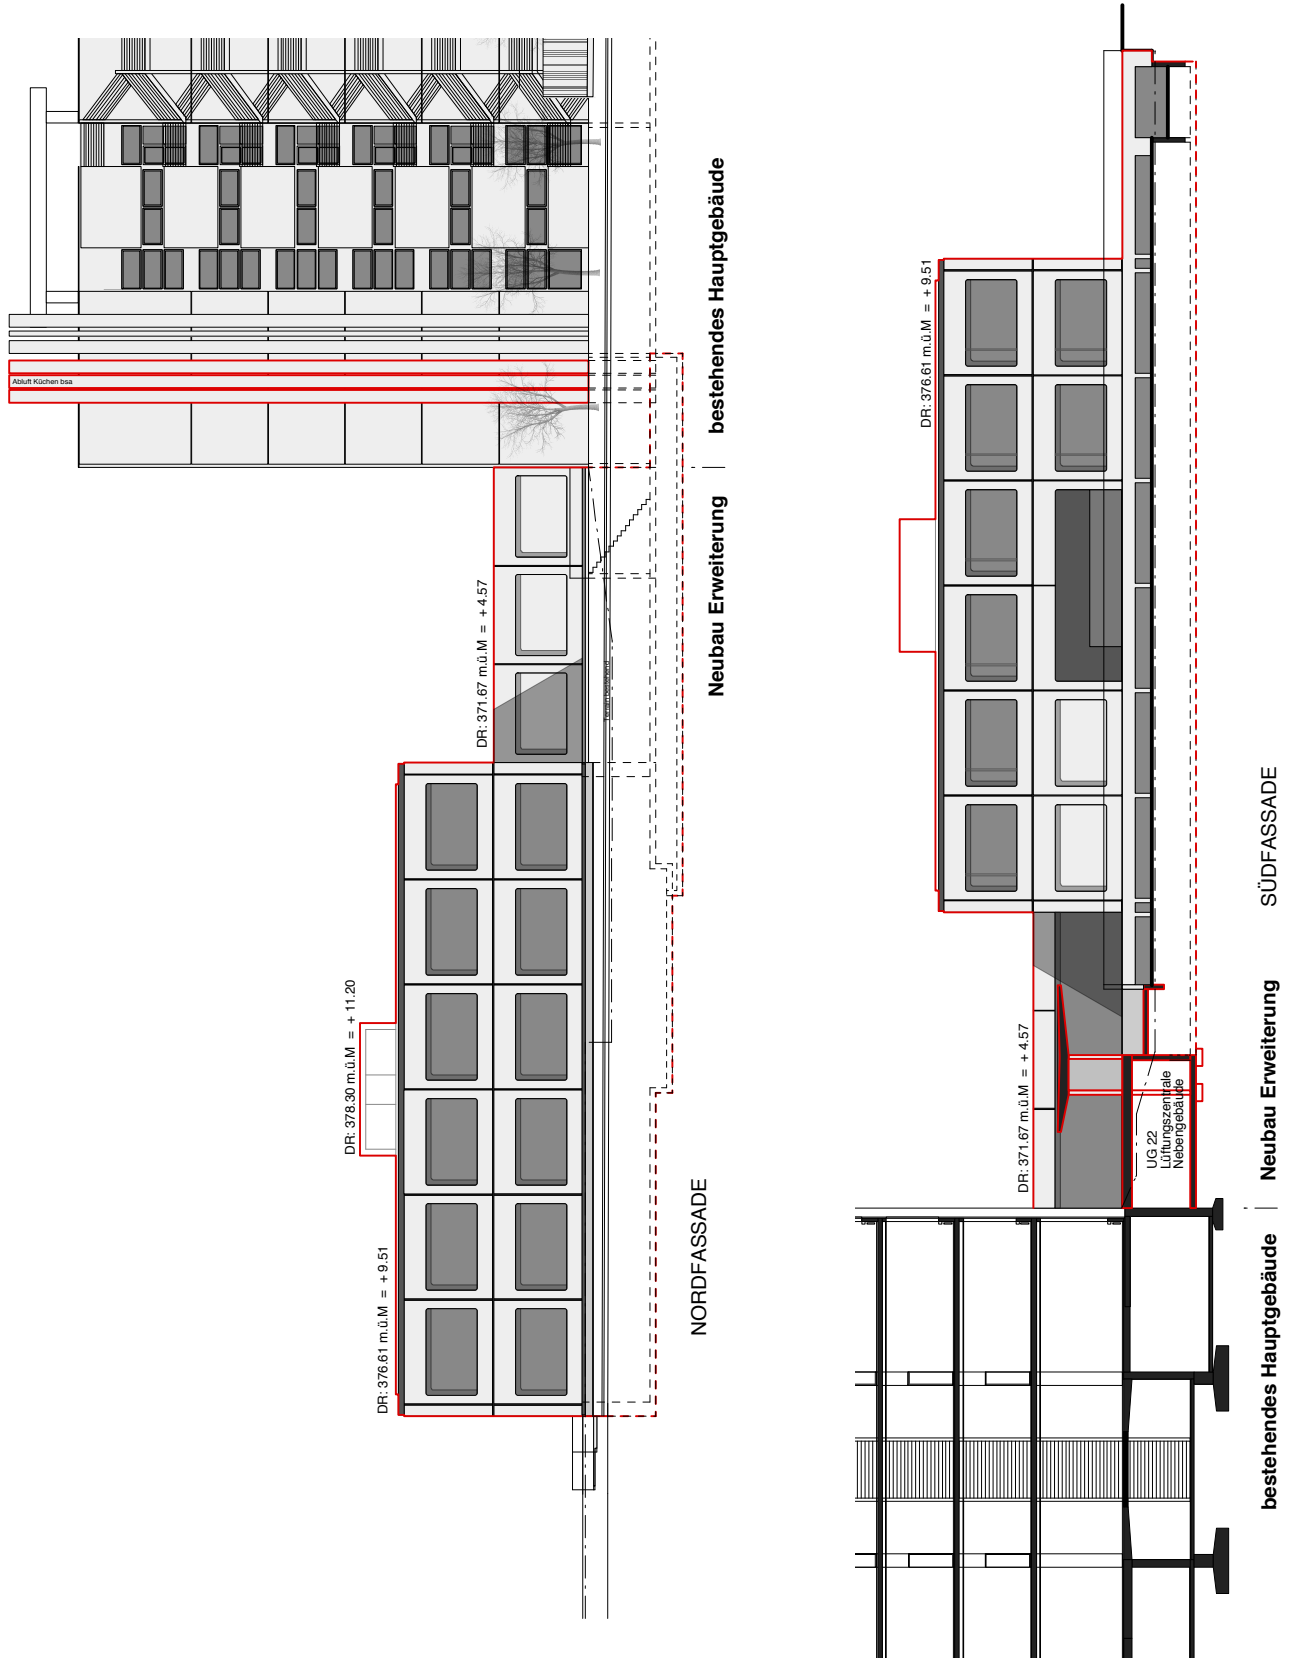 Abluft Küchen bsa
bestehendes Hauptgebäude
Neubau Erweiterung
DR: 371.67 m.ü.M = + 4.57
Terrain bestehend
DR: 378.30 m.ü.M = + 11.20
DR: 376.61 m.ü.M = + 9.51
NORDFASSADE
DR: 376.61 m.ü.M = + 9.51
DR: 371.67 m.ü.M = + 4.57
UG 22
Lüftungszentrale
Nebengebäude
SÜDFASSADE
Neubau Erweiterung
bestehendes Hauptgebäude